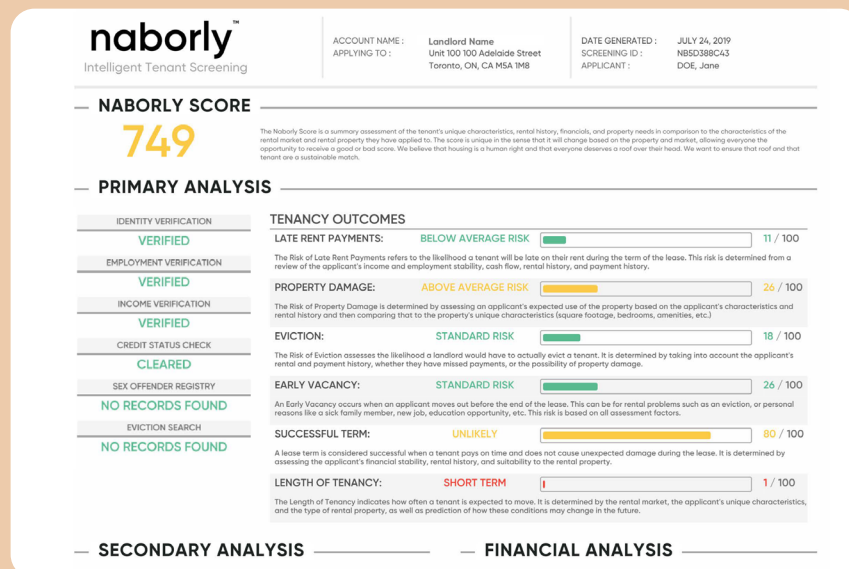 naborly™
Intelligent Tenant Screening
ACCOUNT NAME : Landlord Name
APPLYING TO : Unit 100 100 Adelaide Street
Toronto, ON, CA M5A 1M8
DATE GENERATED : JULY 24, 2019
SCREENING ID : NB5D388C43
APPLICANT : DOE, Jane
NABORLY SCORE
749
The Naborly Score is a summary assessment of the tenant's unique characteristics, rental history, financials, and property needs in comparison to the characteristics of the
rental market and rental property they have applied to. The score is unique in the sense that it will change based on the property and market, allowing everyone the
opportunity to receive a good or bad score. We believe that housing is a human right and that everyone deserves a roof over their head. We want to ensure that roof and that
tenant are a sustainable match.
PRIMARY ANALYSIS
IDENTITY VERIFICATION
VERIFIED
EMPLOYMENT VERIFICATION
VERIFIED
INCOME VERIFICATION
VERIFIED
CREDIT STATUS CHECK
CLEARED
SEX OFFENDER REGISTRY
NO RECORDS FOUND
EVICTION SEARCH
NO RECORDS FOUND
TENANCY OUTCOMES
LATE RENT PAYMENTS: BELOW AVERAGE RISK 11 / 100
The Risk of Late Rent Payments refers to the likelihood a tenant will be late on their rent during the term of the lease. This risk is determined from a
review of the applicant's income and employment stability, cash flow, rental history, and payment history.
PROPERTY DAMAGE: ABOVE AVERAGE RISK 26 / 100
The Risk of Property Damage is determined by assessing an applicant's expected use of the property based on the applicant's characteristics and
rental history and then comparing that to the property's unique characteristics (square footage, bedrooms, amenities, etc.)
EVICTION: STANDARD RISK 18 / 100
The Risk of Eviction assesses the likelihood a landlord would have to actually evict a tenant. It is determined by taking into account the applicant's
rental and payment history, whether they have missed payments, or the possibility of property damage.
EARLY VACANCY: STANDARD RISK 26 / 100
An Early Vacancy occurs when an applicant moves out before the end of the lease. This can be for rental problems such as an eviction, or personal
reasons like a sick family member, new job, education opportunity, etc. This risk is based on all assessment factors.
SUCCESSFUL TERM: UNLIKELY 80 / 100
A lease term is considered successful when a tenant pays on time and does not cause unexpected damage during the lease. It is determined by
assessing the applicant's financial stability, rental history, and suitability to the rental property.
LENGTH OF TENANCY: SHORT TERM 1 / 100
The Length of Tenancy indicates how often a tenant is expected to move. It is determined by the rental market, the applicant's unique characteristics,
and the type of rental property, as well as prediction of how these conditions may change in the future.
SECONDARY ANALYSIS
FINANCIAL ANALYSIS